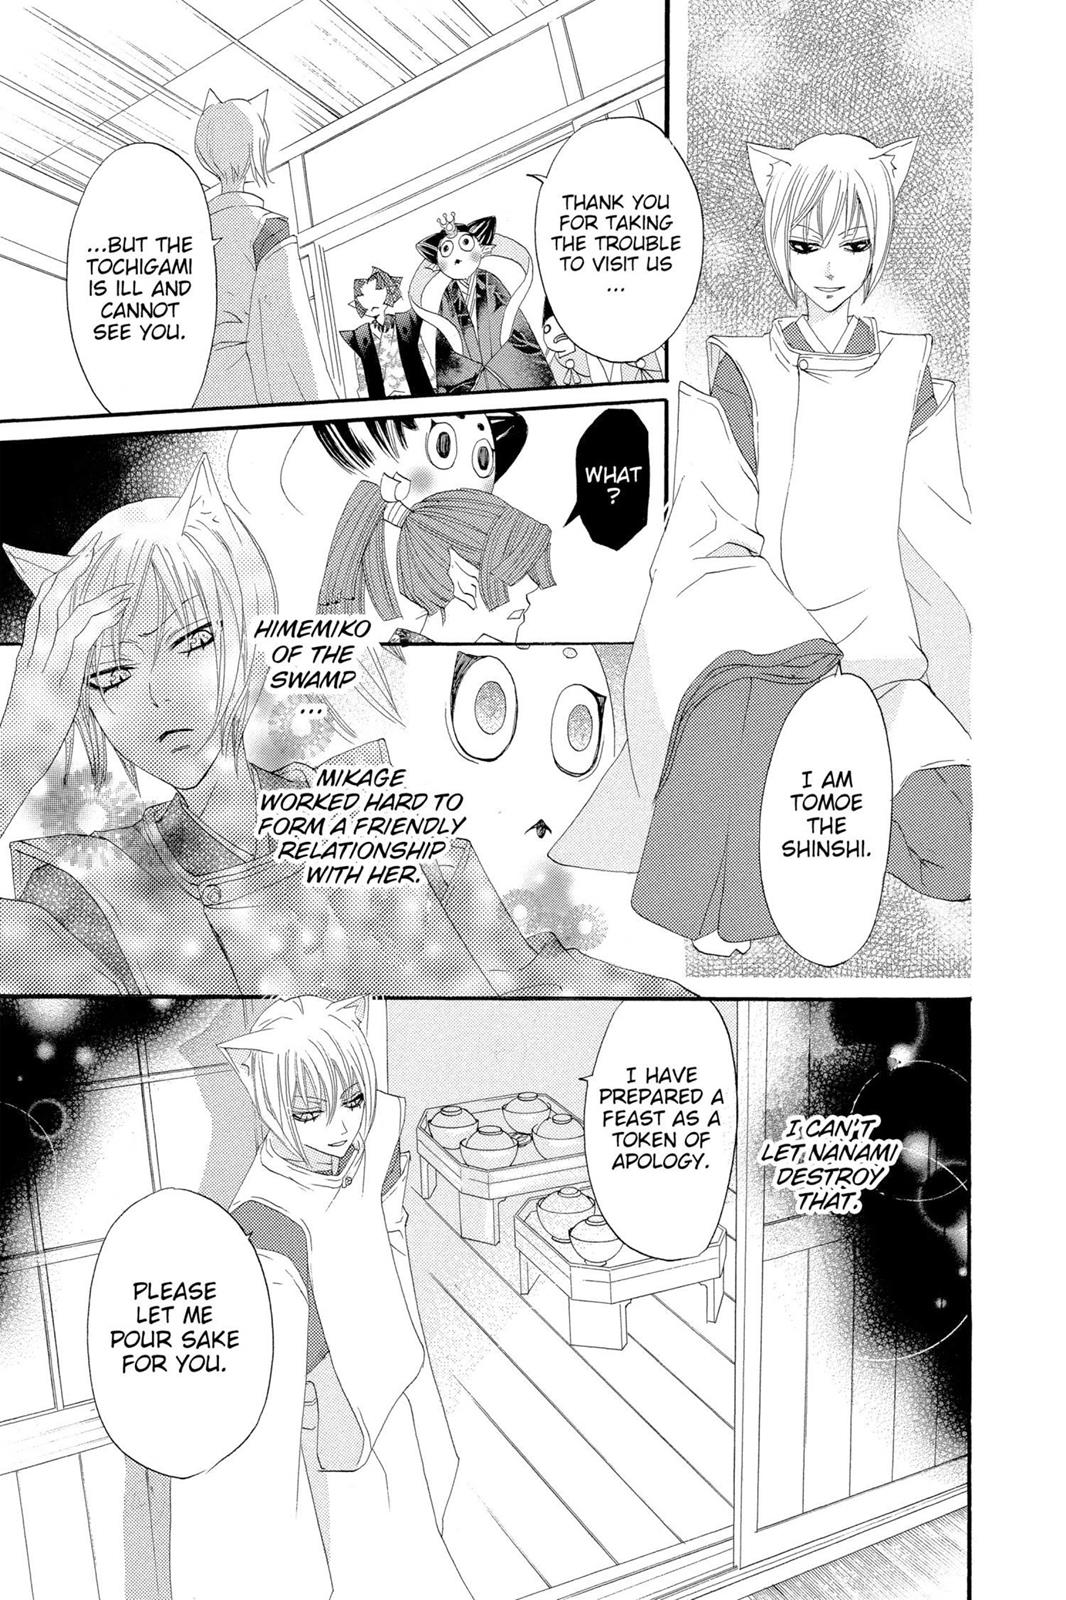 I AM
TOMOE
THE
SHINSHI.
THANK YOU
FOR TAKING
THE TROUBLE
TO VISIT US
...
...BUT THE
TOCHIGAMI
IS ILL AND
CANNOT
SEE YOU.
WHAT
?
HIMEMIKO
OF THE
SWAMP
...
MIKAGE
WORKED HARD TO
FORM A FRIENDLY
RELATIONSHIP
WITH HER.
I CAN'T
LET NANAMI
DESTROY
THAT.
I HAVE
PREPARED A
FEAST AS A
TOKEN OF
APOLOGY.
PLEASE
LET ME
POUR SAKE
FOR YOU.